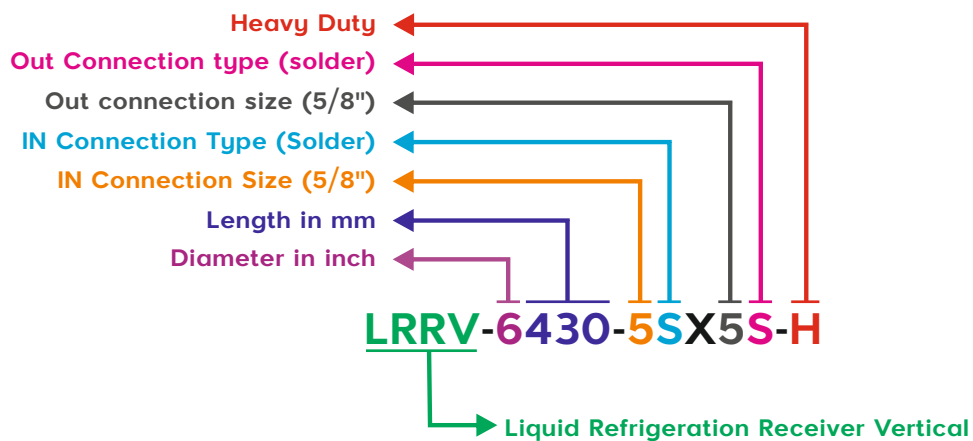 Heavy Duty
Out Connection type (solder)
Out connection size (5/8")
IN Connection Type (Solder)
IN Connection Size (5/8")
Length in mm
Diameter in inch
LRRV-6430-5SX5S-H
Liquid Refrigeration Receiver Vertical